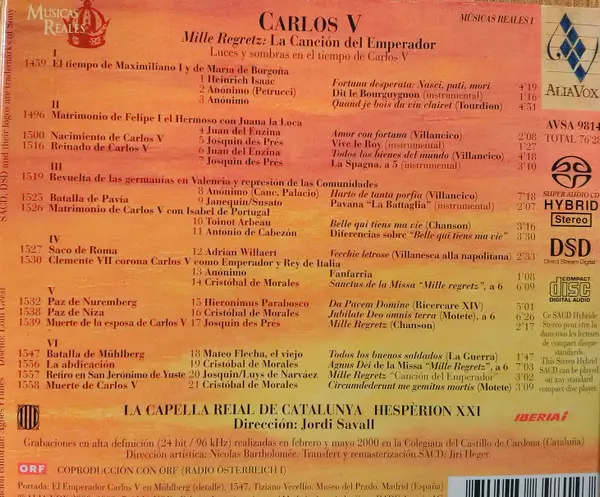 MUSICAS
REALES
CARLOS V
MÚSICAS REALES I
Mille Regretz: La Canción del Emperador
Luces y sombras en el tiempo de Carlos V
I
1459 El tiempo de Maximiliano I y de María de Borgoña
1 Heinrich Isaac Fortuna desperata: Nasci, pati, mori 4'19
2 Anónimo (Petrucci) Dit le Bourguygnon (instrumental) 1'16
3 Anónimo Quand je bois du vin clairet (Tourdion) 4'51
II
1496 Matrimonio de Felipe I el Hermoso con Juana la Loca
4 Juan del Enzina Amor con fortuna (Villancico) 2'08
1500 Nacimiento de Carlos V 5 Josquin des Prés Vive le Roy (instrumental) 1'27
1516 Reinado de Carlos V 6 Juan del Enzina Todos los bienes del mundo (Villancico) 4'18
7 Josquin des Prés La Spagna, a 5 (instrumental) 3'10
III
1519 Revuelta de las germanías en Valencia y represión de las Comunidades
8 Anónimo (Canc. Palacio) Harto de tanta porfía (Villancico) 7'18
1525 Batalla de Pavía 9 Janequin/Susato Pavana "La Battaglia" (instrumental) 2'07
1526 Matrimonio de Carlos V con Isabel de Portugal
10 Toinot Arbeau Belle qui tiens ma vie (Chanson) 3'16
11 Antonio de Cabezón Diferencias sobre "Belle qui tiens ma vie" 3'30
IV
1527 Saco de Roma 12 Adrian Willaert Vecchie letrose (Villanesca alla napolitana) 2'33
1530 Clemente VII corona Carlos V como Emperador y Rey de Italia
13 Anónimo Fanfarria 1'08
14 Cristóbal de Morales Sanctus de la Missa "Mille regretz", a 6 6'09
V
1532 Paz de Nuremberg 15 Hieronimus Parabosco Da Pacem Domine (Ricercare XIV) 5'01
1538 Paz de Niza 16 Cristóbal de Morales Jubilate Deo omnis terra (Motete), a 6 6'26
1539 Muerte de la esposa de Carlos V 17 Josquin des Prés Mille Regretz (Chanson) 2'17
VI
1547 Batalla de Mühlberg 18 Mateo Flecha, el viejo Todos los buenos soldados (La Guerra) 1'47
1556 La abdicación 19 Cristóbal de Morales Agnus Dei de la Missa "Mille regretz", a 6 7'03
1557 Retiro en San Jerónimo de Yuste 20 Josquin/Luys de Narváez Mille Regretz "Canción del Emperador" 3'02
1558 Muerte de Carlos V 21 Cristóbal de Morales Circumdederunt me gemitus mortis (Motete) 3'09
LA CAPELLA REIAL DE CATALUNYA HESPÈRION XXI
Dirección: Jordi Savall
IBERIA
Grabaciones en alta definición (24 bit / 96 kHz) realizadas en febrero y mayo 2000 en la Colegiata del Castillo de Cardona (Cataluña)
Dirección artística: Nicolas Bartholomée. Transfert y remasterización SACD: Jiri Heger.
ORF COPRODUCCIÓN CON ORF (RADIO ÖSTERREICH I)
Portada: El Emperador Carlos V en Mühlberg (detalle), 1547, Tiziano Vecellio. Museo del Prado. Madrid (España)
ALIAVOX
AVSA 9814
TOTAL 76'28
SUPER AUDIO CD
HYBRID
Stereo
DSD
Direct Stream Digital
COMPACT
disc
DIGITAL AUDIO
Ce SACD Hybride
Stereo peut être lu
dans tous les lecteurs
de compact disque
standards.
This Stereo Hybrid
SACD can be played
on any standard
compact disc player.
SACD, DSD and their logos are trademark of Sony